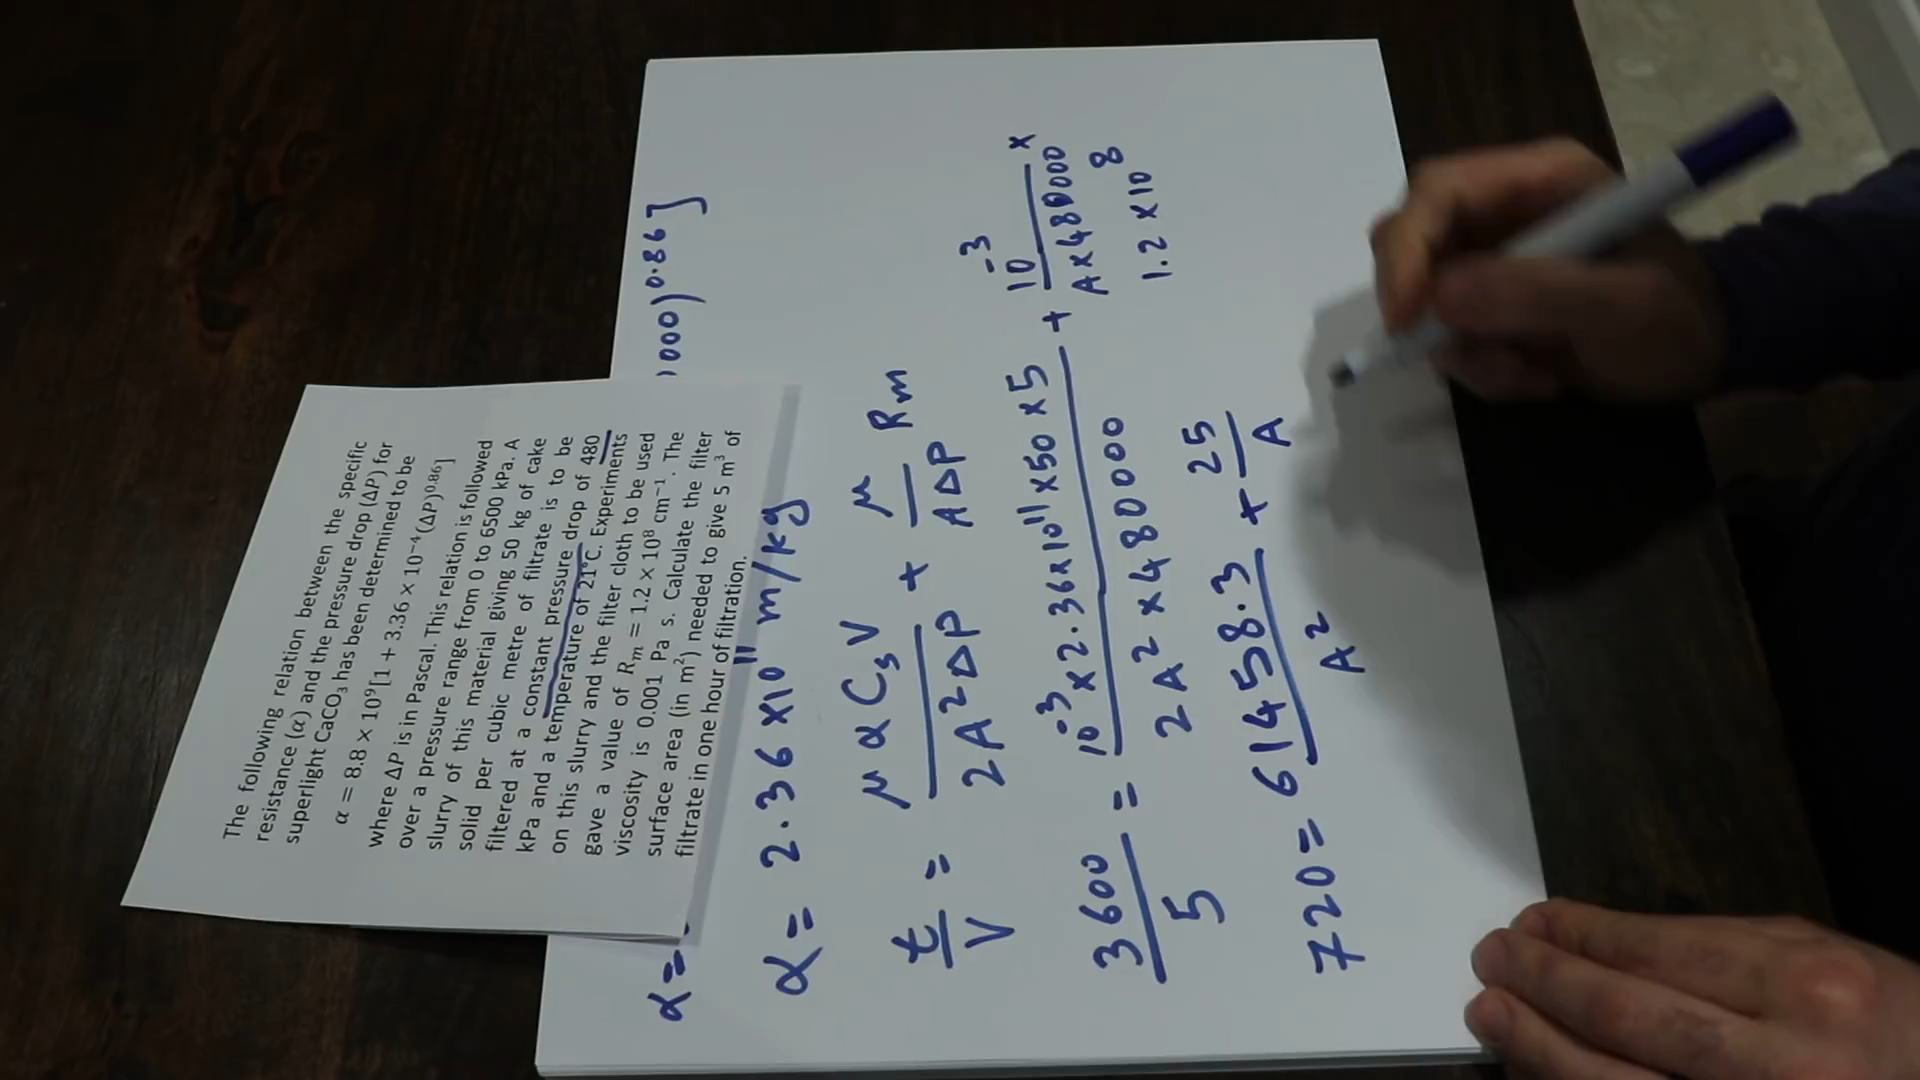 The following relation between the specific
resistance (α) and the pressure drop (ΔP) for
superlight CaCO₃ has been determined to be
α = 8.8 × 10⁹[1 + 3.36 × 10⁻⁴(ΔP)⁰·⁸⁶]
where ΔP is in Pascal. This relation is followed
over a pressure range from 0 to 6500 kPa. A
slurry of this material giving 50 kg of cake
solid per cubic metre of filtrate is to be
filtered at a constant pressure drop of 480
kPa and a temperature of 21°C. Experiments
on this slurry and the filter cloth to be used
gave a value of Rₘ = 1.2 × 10⁸ cm⁻¹. The
viscosity is 0.001 Pa s. Calculate the filter
surface area (in m²) needed to give 5 m³ of
filtrate in one hour of filtration.
α = 000)^0.86]
α = 2.36 × 10^11 m/kg
t/V = μαCₛV/2A²ΔP + μ/AΔP Rm
3600/5 = 10^-3 × 2.36 × 10^11 × 50 × 5/2A² × 480000 + 10^-3/A × 480000 ×
1.2 × 10^8
720 = 61458.3/A² + 25/A